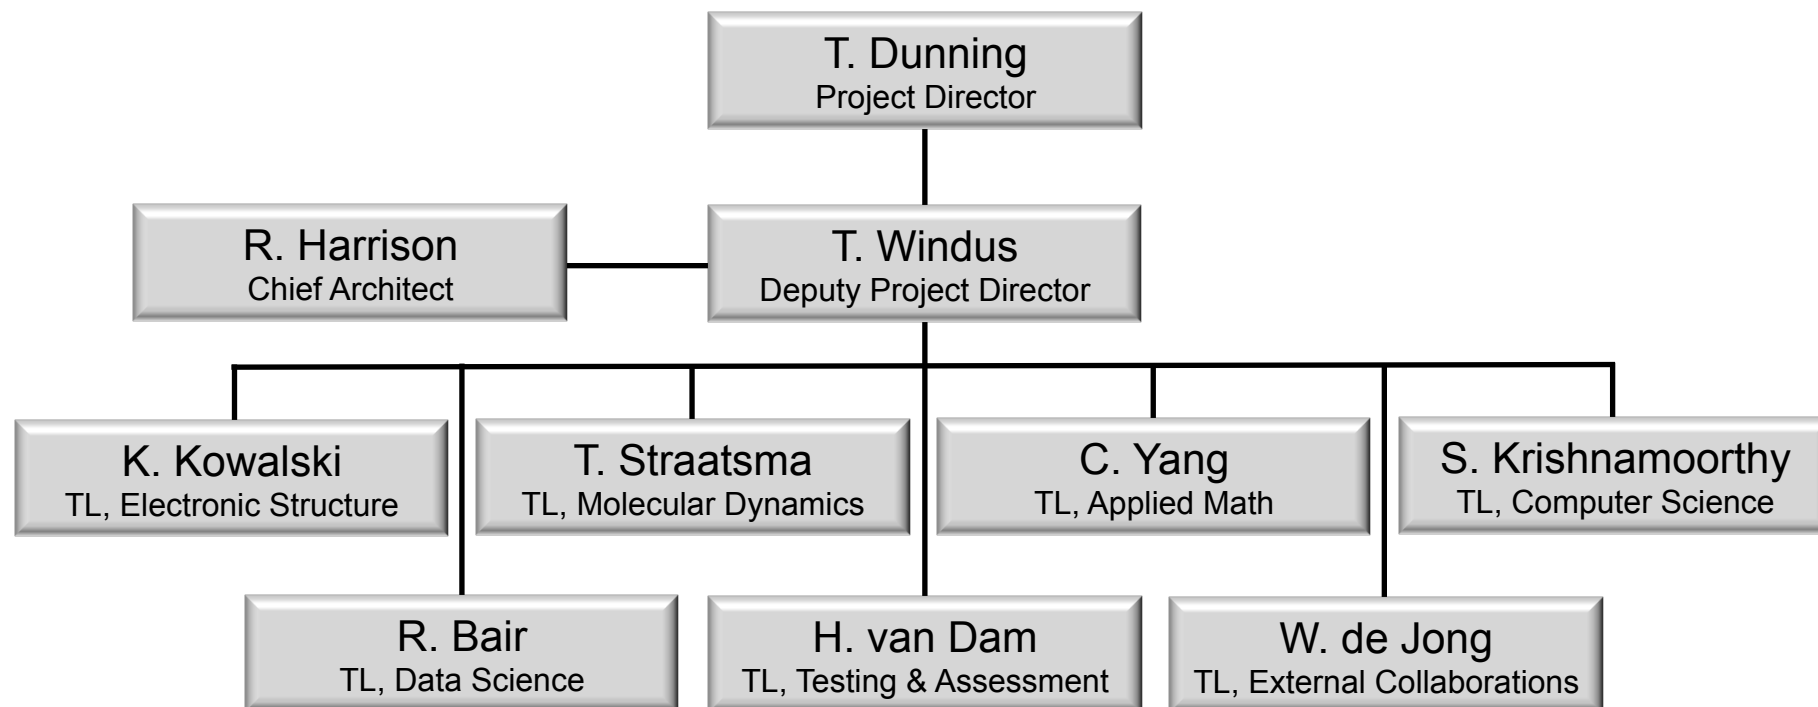 T. Dunning
Project Director
R. Harrison
Chief Architect
T. Windus
Deputy Project Director
K. Kowalski
TL, Electronic Structure
T. Straatsma
TL, Molecular Dynamics
C. Yang
TL, Applied Math
S. Krishnamoorthy
TL, Computer Science
R. Bair
TL, Data Science
H. van Dam
TL, Testing & Assessment
W. de Jong
TL, External Collaborations